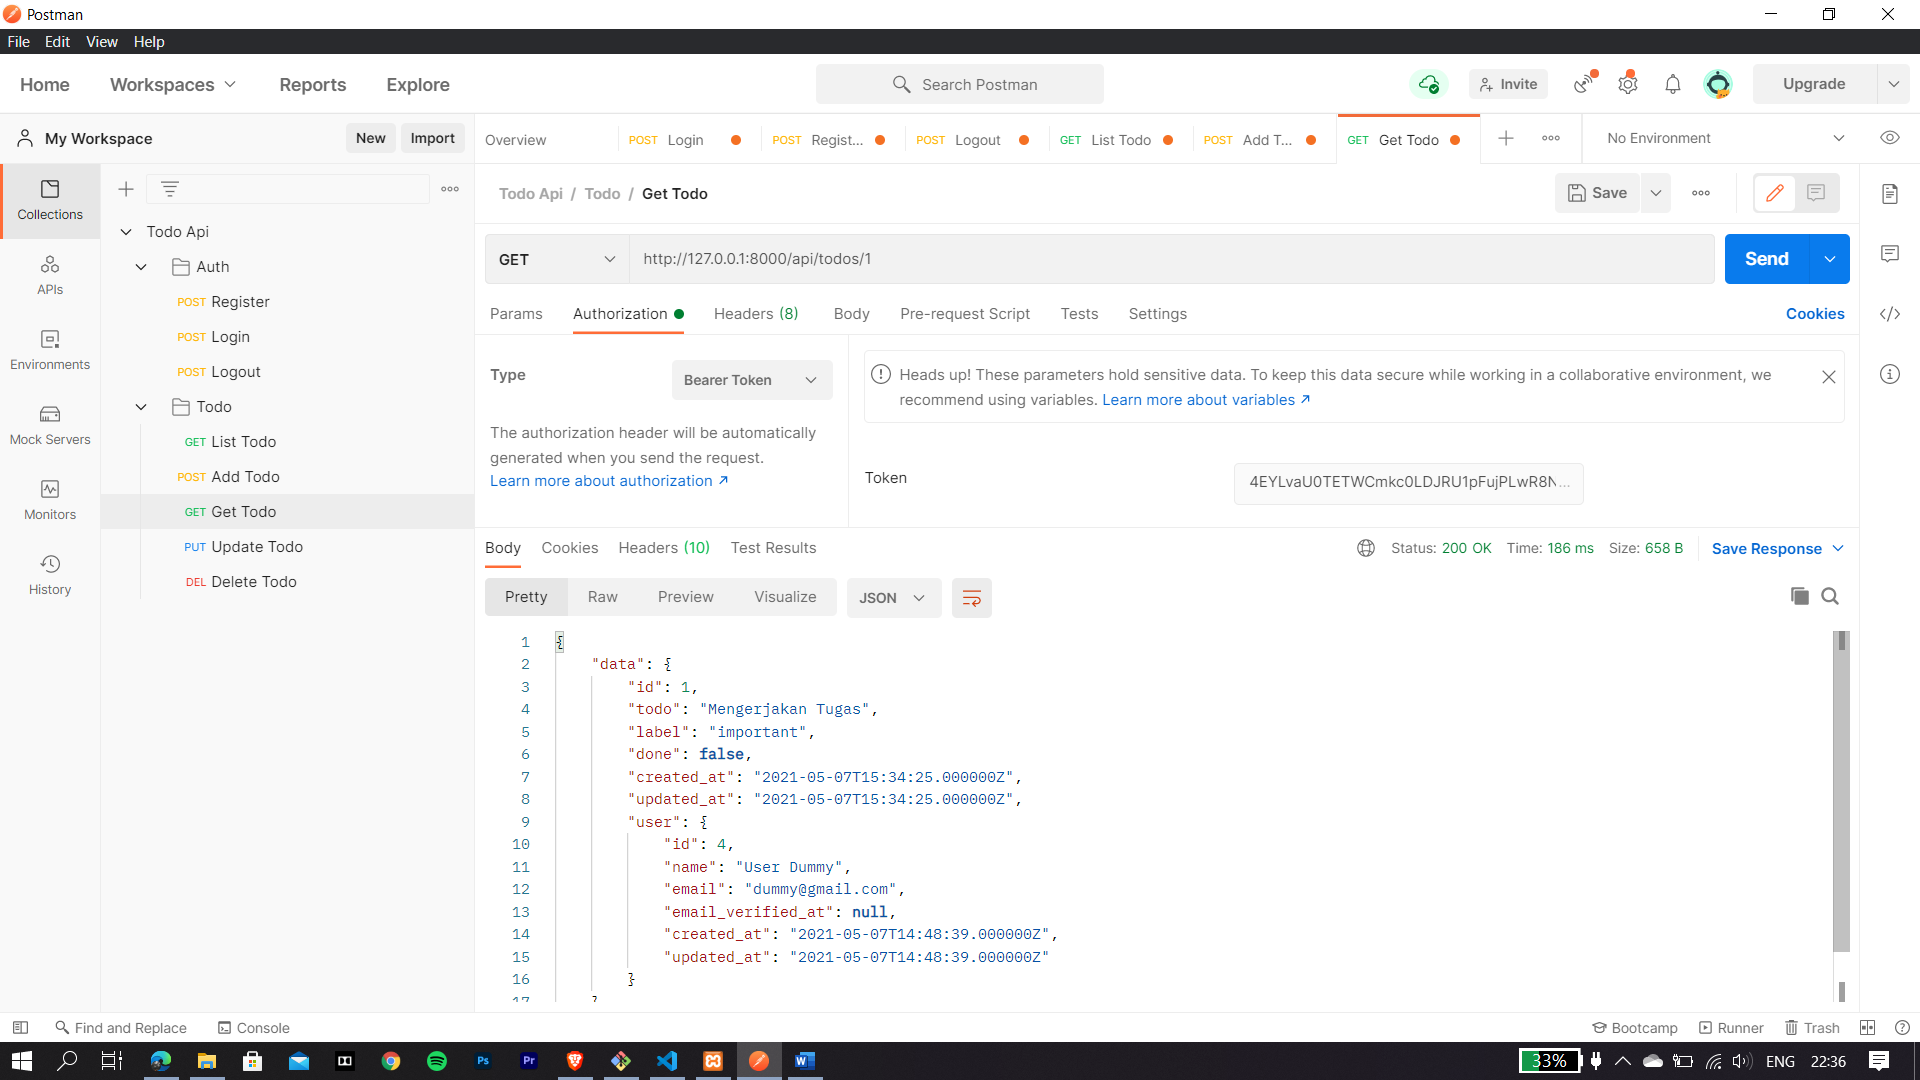 Postman
File Edit View Help
Home Workspaces Reports Explore Search Postman Invite Upgrade
My Workspace New Import
Overview POST Login POST Regist... POST Logout GET List Todo POST Add T... GET Get Todo No Environment
Collections
APIs
Environments
Mock Servers
Monitors
History
Todo Api
Auth
POST Register
POST Login
POST Logout
Todo
GET List Todo
POST Add Todo
GET Get Todo
PUT Update Todo
DEL Delete Todo
Todo Api / Todo / Get Todo Save
GET http://127.0.0.1:8000/api/todos/1 Send
Params Authorization Headers (8) Body Pre-request Script Tests Settings Cookies
Type Bearer Token
The authorization header will be automatically
generated when you send the request.
Learn more about authorization ↗
Heads up! These parameters hold sensitive data. To keep this data secure while working in a collaborative environment, we
recommend using variables. Learn more about variables ↗
Token 4EYLvaU0TETWCmkc0LDJRU1pFujPLwR8N...
Body Cookies Headers (10) Test Results Status: 200 OK Time: 186 ms Size: 658 B Save Response
Pretty Raw Preview Visualize JSON
1 {
2 "data": {
3 "id": 1,
4 "todo": "Mengerjakan Tugas",
5 "label": "important",
6 "done": false,
7 "created_at": "2021-05-07T15:34:25.000000Z",
8 "updated_at": "2021-05-07T15:34:25.000000Z",
9 "user": {
10 "id": 4,
11 "name": "User Dummy",
12 "email": "dummy@gmail.com",
13 "email_verified_at": null,
14 "created_at": "2021-05-07T14:48:39.000000Z",
15 "updated_at": "2021-05-07T14:48:39.000000Z"
16 }
17 }
Find and Replace Console Bootcamp Runner Trash
Ps Pr 33% ENG 22:36